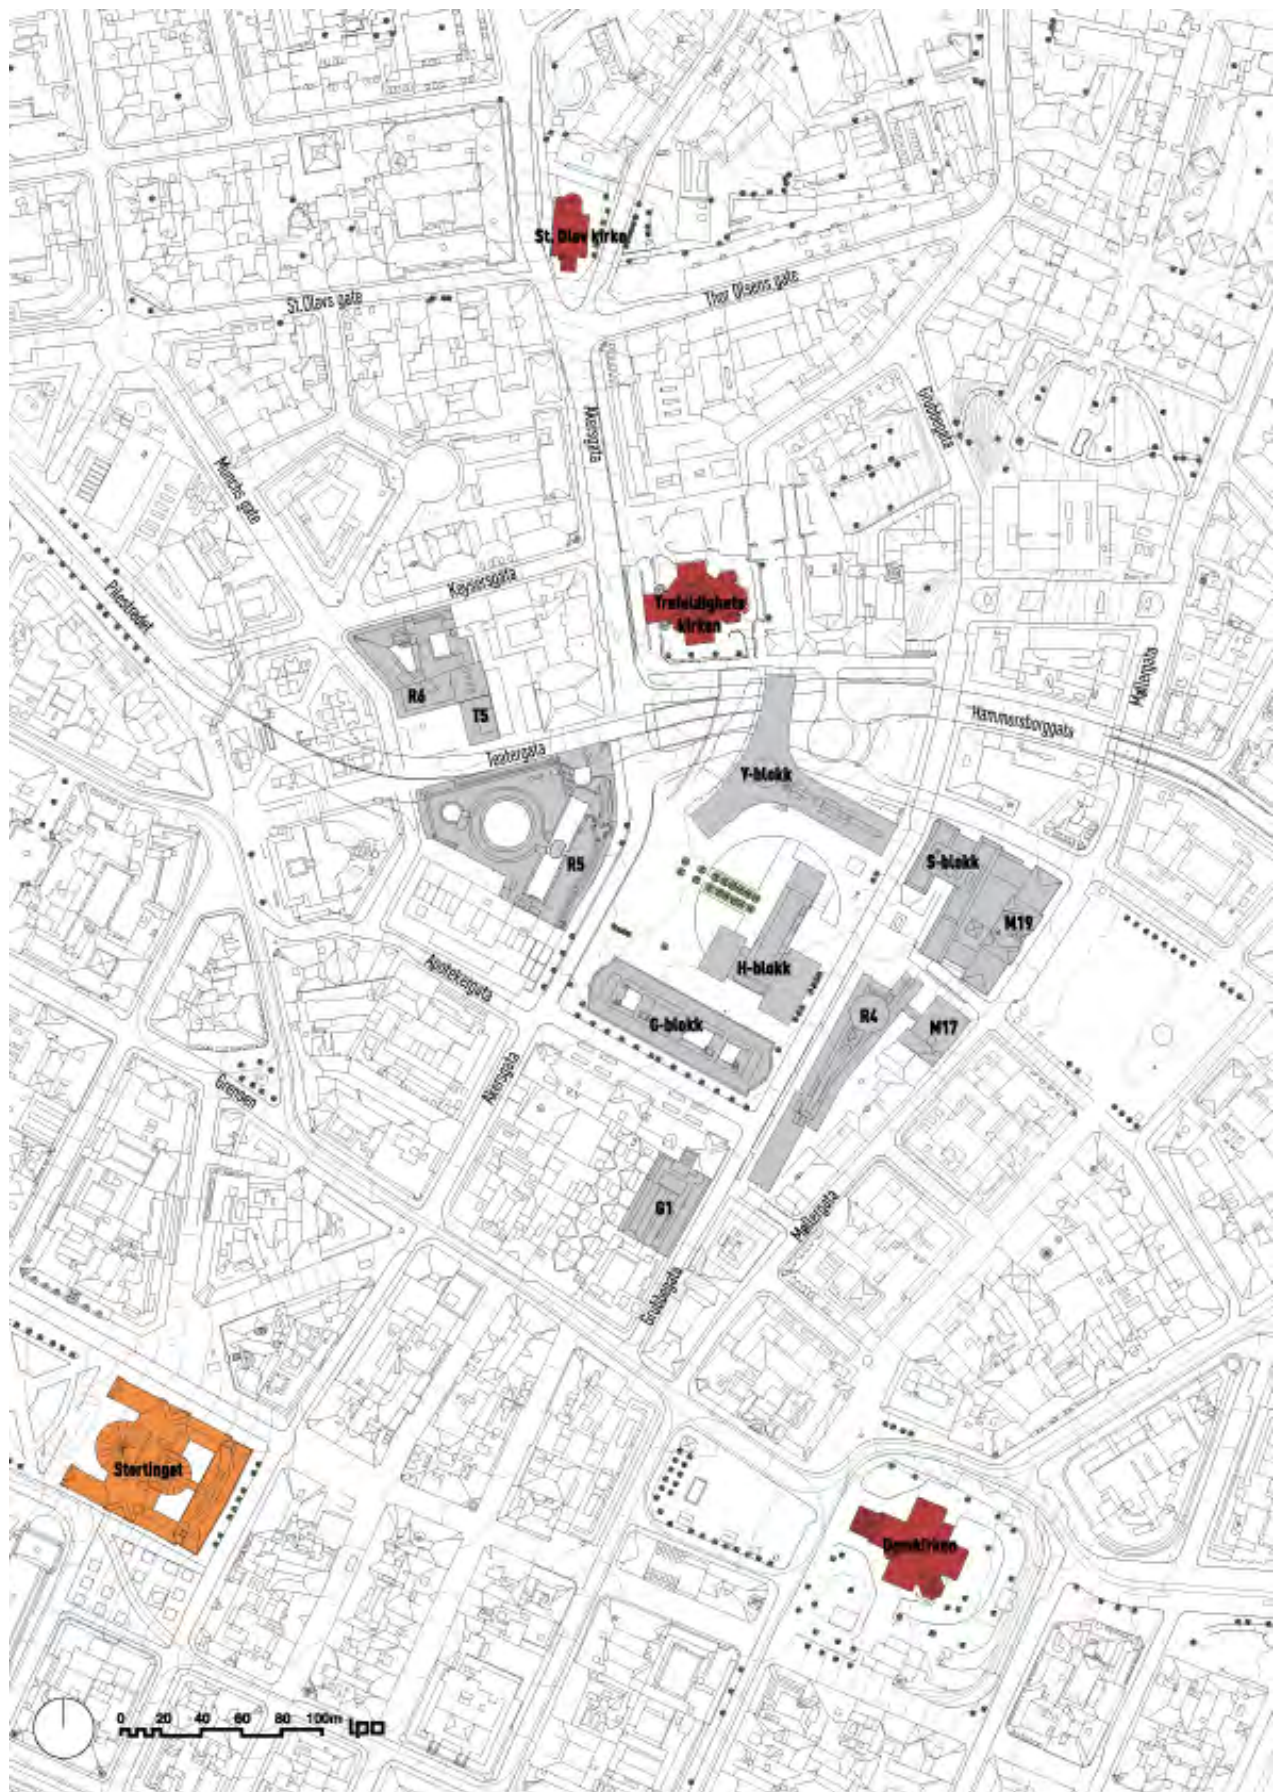 St. Olav kirke
St.Olavs gate
Thor Olsens gate
Akersgata
Grubbegata
Munchs gate
Pilestredet
Keysersgata
Trefoldighets
kirken
Møllergata
R6
T5
Hammersborggata
Teatergata
Y-blokk
R5
S-blokk
M19
H-blokk
Apotekergata
G-blokk
R4
M17
Akersgata
Grensen
G1
Møllergata
Grubbegata
Stortinget
Domkirken
0 20 40 60 80 100m
lpo